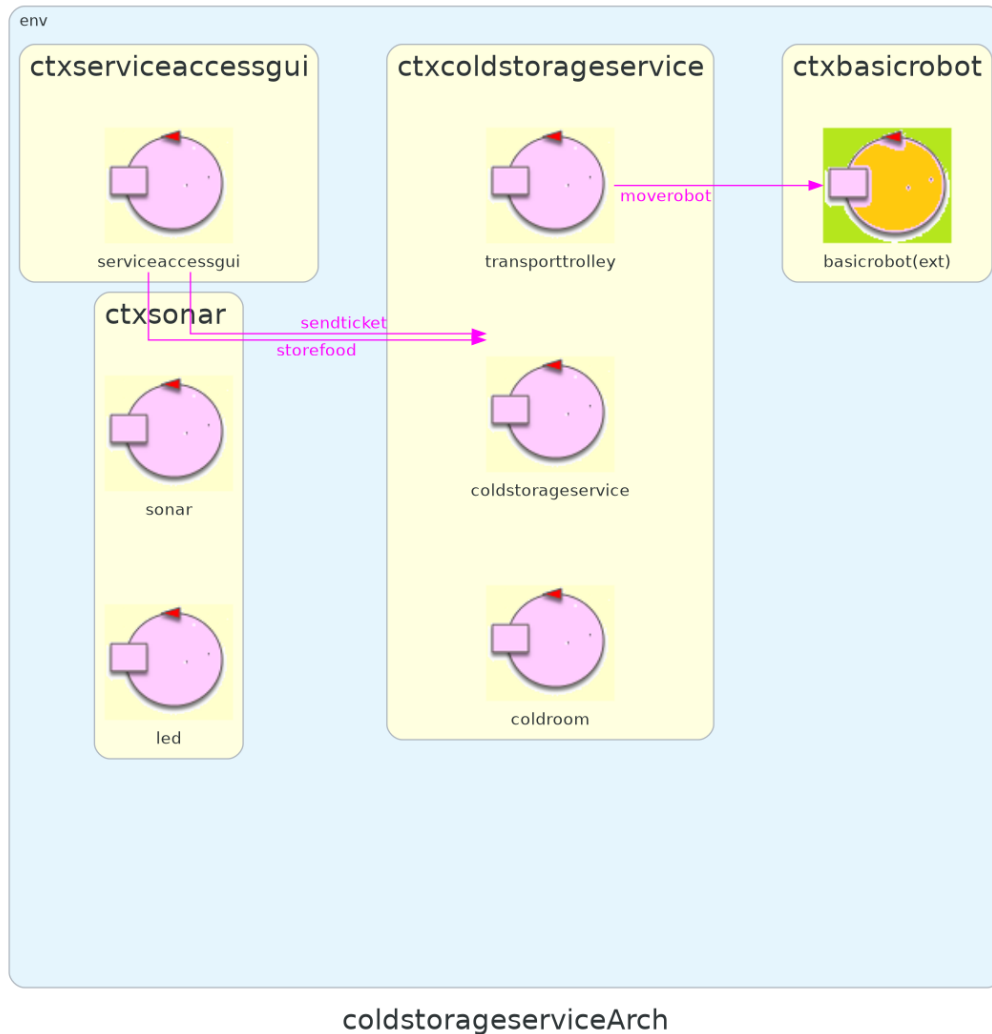 env
ctxserviceaccessgui
ctxcoldstorageservice
ctxbasicrobot
moverobot
serviceaccessgui
transporttrolley
basicrobot(ext)
ctxsonar
sendticket
storefood
coldstorageservice
sonar
coldroom
led
coldstorageserviceArch